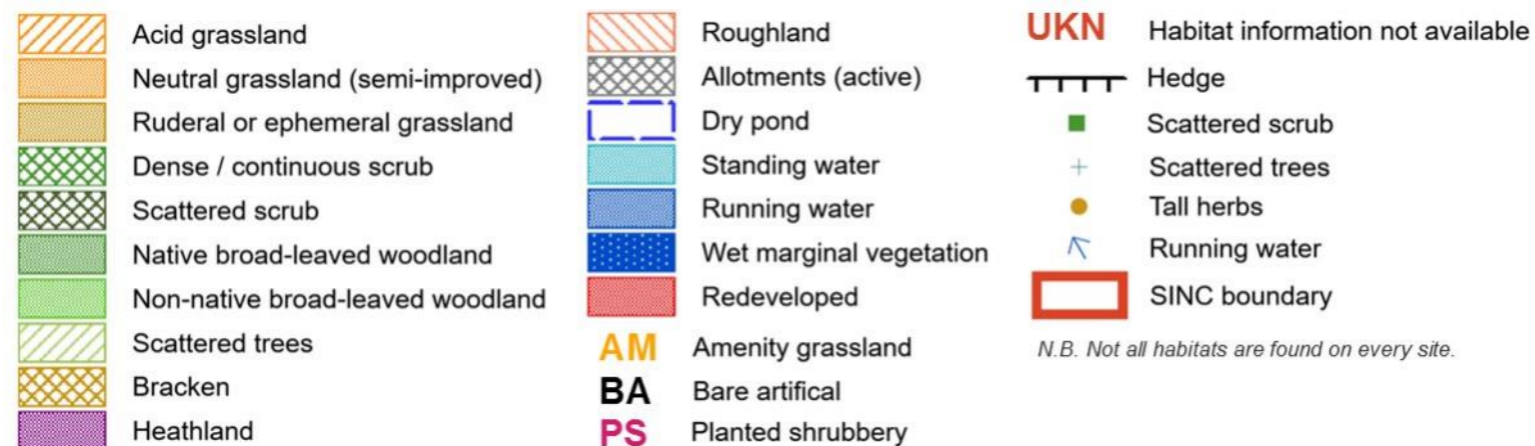 Acid grassland
Neutral grassland (semi-improved)
Ruderal or ephemeral grassland
Dense / continuous scrub
Scattered scrub
Native broad-leaved woodland
Non-native broad-leaved woodland
Scattered trees
Bracken
Heathland
Roughland
Allotments (active)
Dry pond
Standing water
Running water
Wet marginal vegetation
Redeveloped
AM Amenity grassland
BA Bare artifical
PS Planted shrubbery
UKN Habitat information not available
Hedge
Scattered scrub
Scattered trees
Tall herbs
Running water
SINC boundary
N.B. Not all habitats are found on every site.